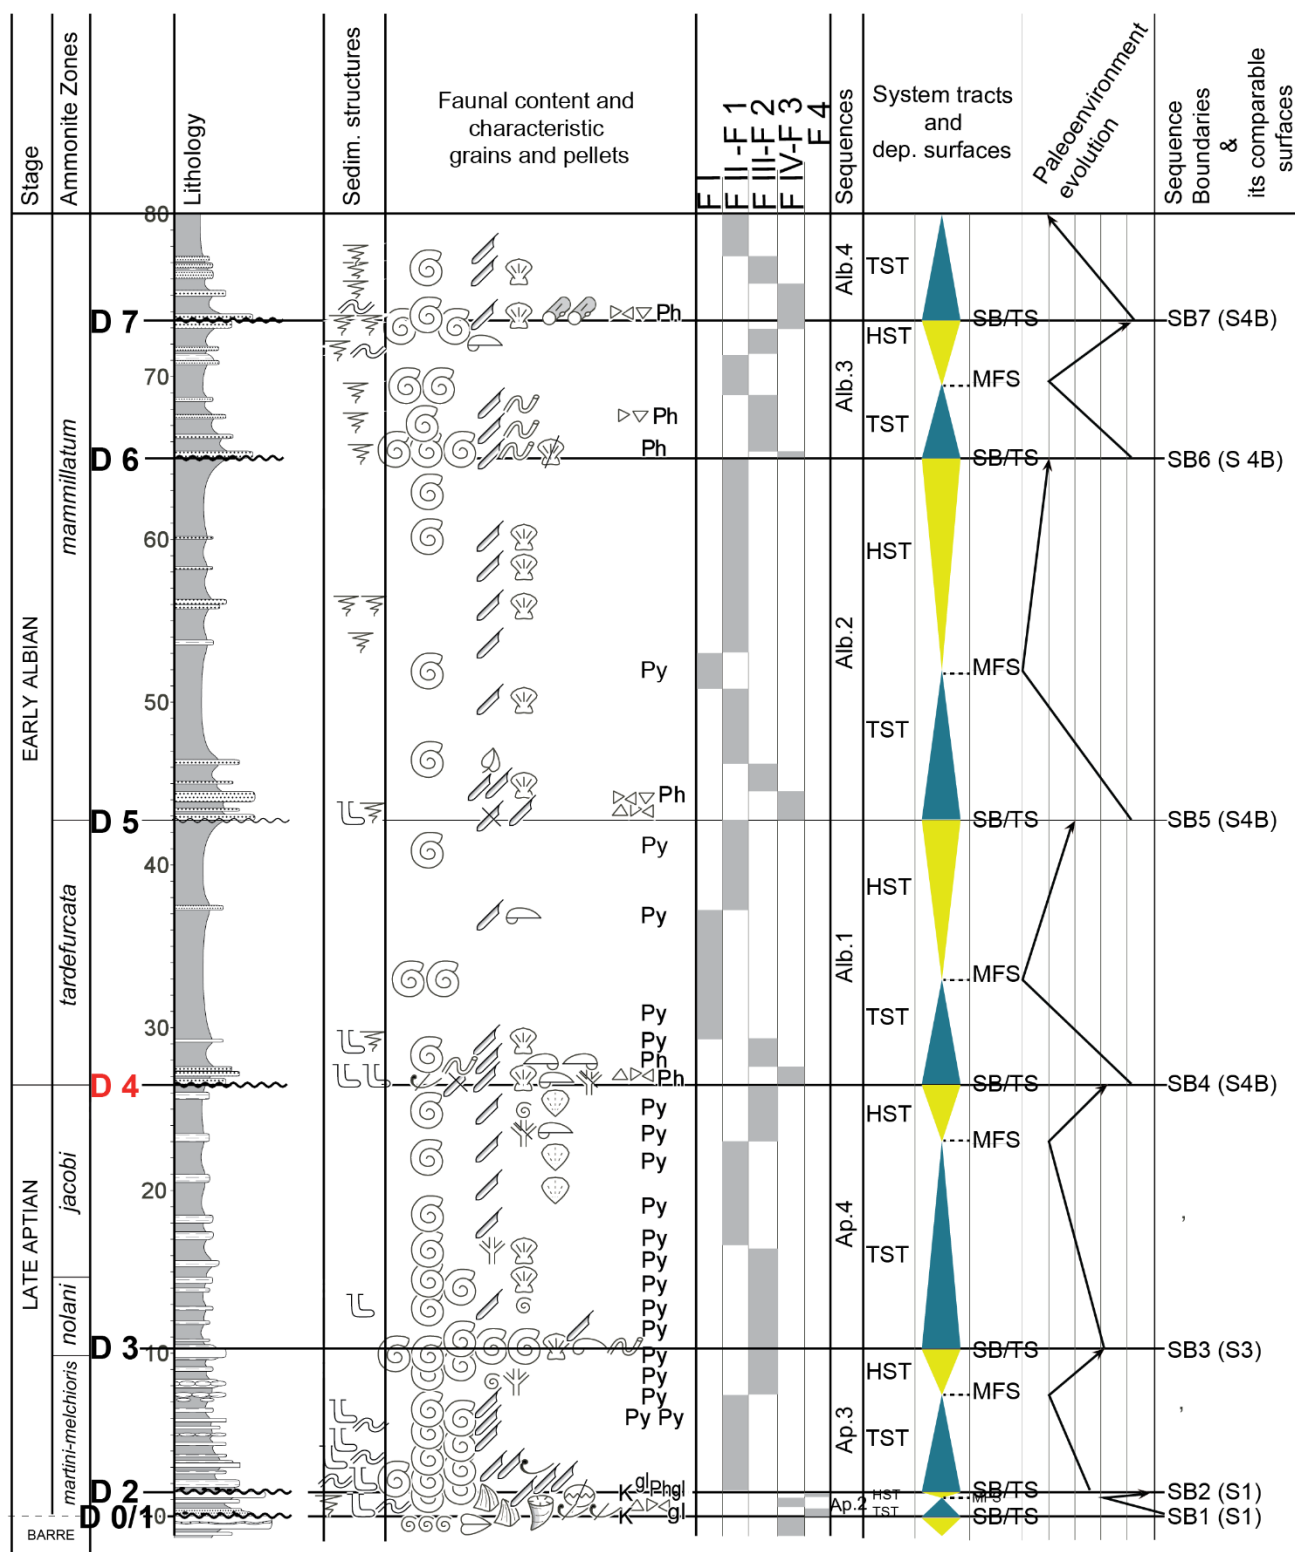 Stage
Ammonite Zones
Lithology
Sedim. structures
Faunal content and
characteristic
grains and pellets
F I
F II -F 1
F III-F 2
F IV-F 3
F 4
Sequences
System tracts
and
dep. surfaces
Paleoenvironment
evolution
Sequence
Boundaries
&
its comparable
surfaces
80
Alb.4
TST
D 7
Ph
SB/TS
SB7 (S4B)
HST
70
Alb.3
MFS
Ph
TST
mammillatum
D 6
Ph
SB/TS
SB6 (S 4B)
60
HST
EARLY ALBIAN
Alb.2
Py
MFS
50
TST
Ph
D 5
SB/TS
SB5 (S4B)
40
Py
HST
Py
tardefurcata
Alb.1
MFS
30
Py
TST
Py
Ph
Ph
D 4
SB/TS
SB4 (S4B)
Py
HST
Py
MFS
Py
jacobi
20
LATE APTIAN
Py
Ap.4
Py
TST
Py
Py
nolani
Py
Py
D 3
10
SB/TS
SB3 (S3)
Py
HST
Py
Py
MFS
Py Py
martini-melchioris
Ap.3
TST
gl
Ph
gl
D 2
K
SB/TS
SB2 (S1)
HST
MFS
Ap.2
TST
D 0/1
0
K
gl
SB/TS
SB1 (S1)
BARRE